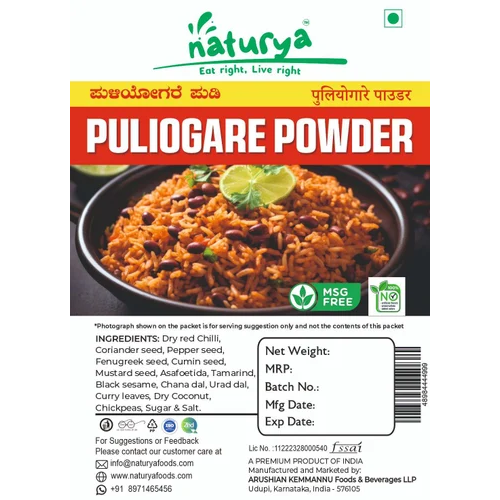 naturya™
Eat right, Live right
ಪುಳಿಯೋಗರೆ ಪುಡಿ
पुलियोगारे पाउडर
PULIOGARE POWDER
MSG
FREE
100%
NO
*Photograph shown on the packet is for serving suggestion only and not the contents of this packet
INGREDIENTS: Dry red Chilli,
Coriander seed, Pepper seed,
Fenugreek seed, Cumin seed,
Mustard seed, Asafoetida, Tamarind,
Black sesame, Chana dal, Urad dal,
Curry leaves, Dry Coconut,
Chickpeas, Sugar & Salt.
Net Weight:
MRP:
Batch No.:
Mfg Date:
Exp Date:
48984444999
ISO
For Suggestions or Feedback
Please contact our customer care at
info@naturyafoods.com
www.naturyafoods.com
+91 8971465456
Lic No. :11222328000540 fssai
A PREMIUM PRODUCT OF INDIA
Manufactured and Marketed by:
ARUSHIAN KEMMANNU Foods & Beverages LLP
Udupi, Karnataka, India - 576105